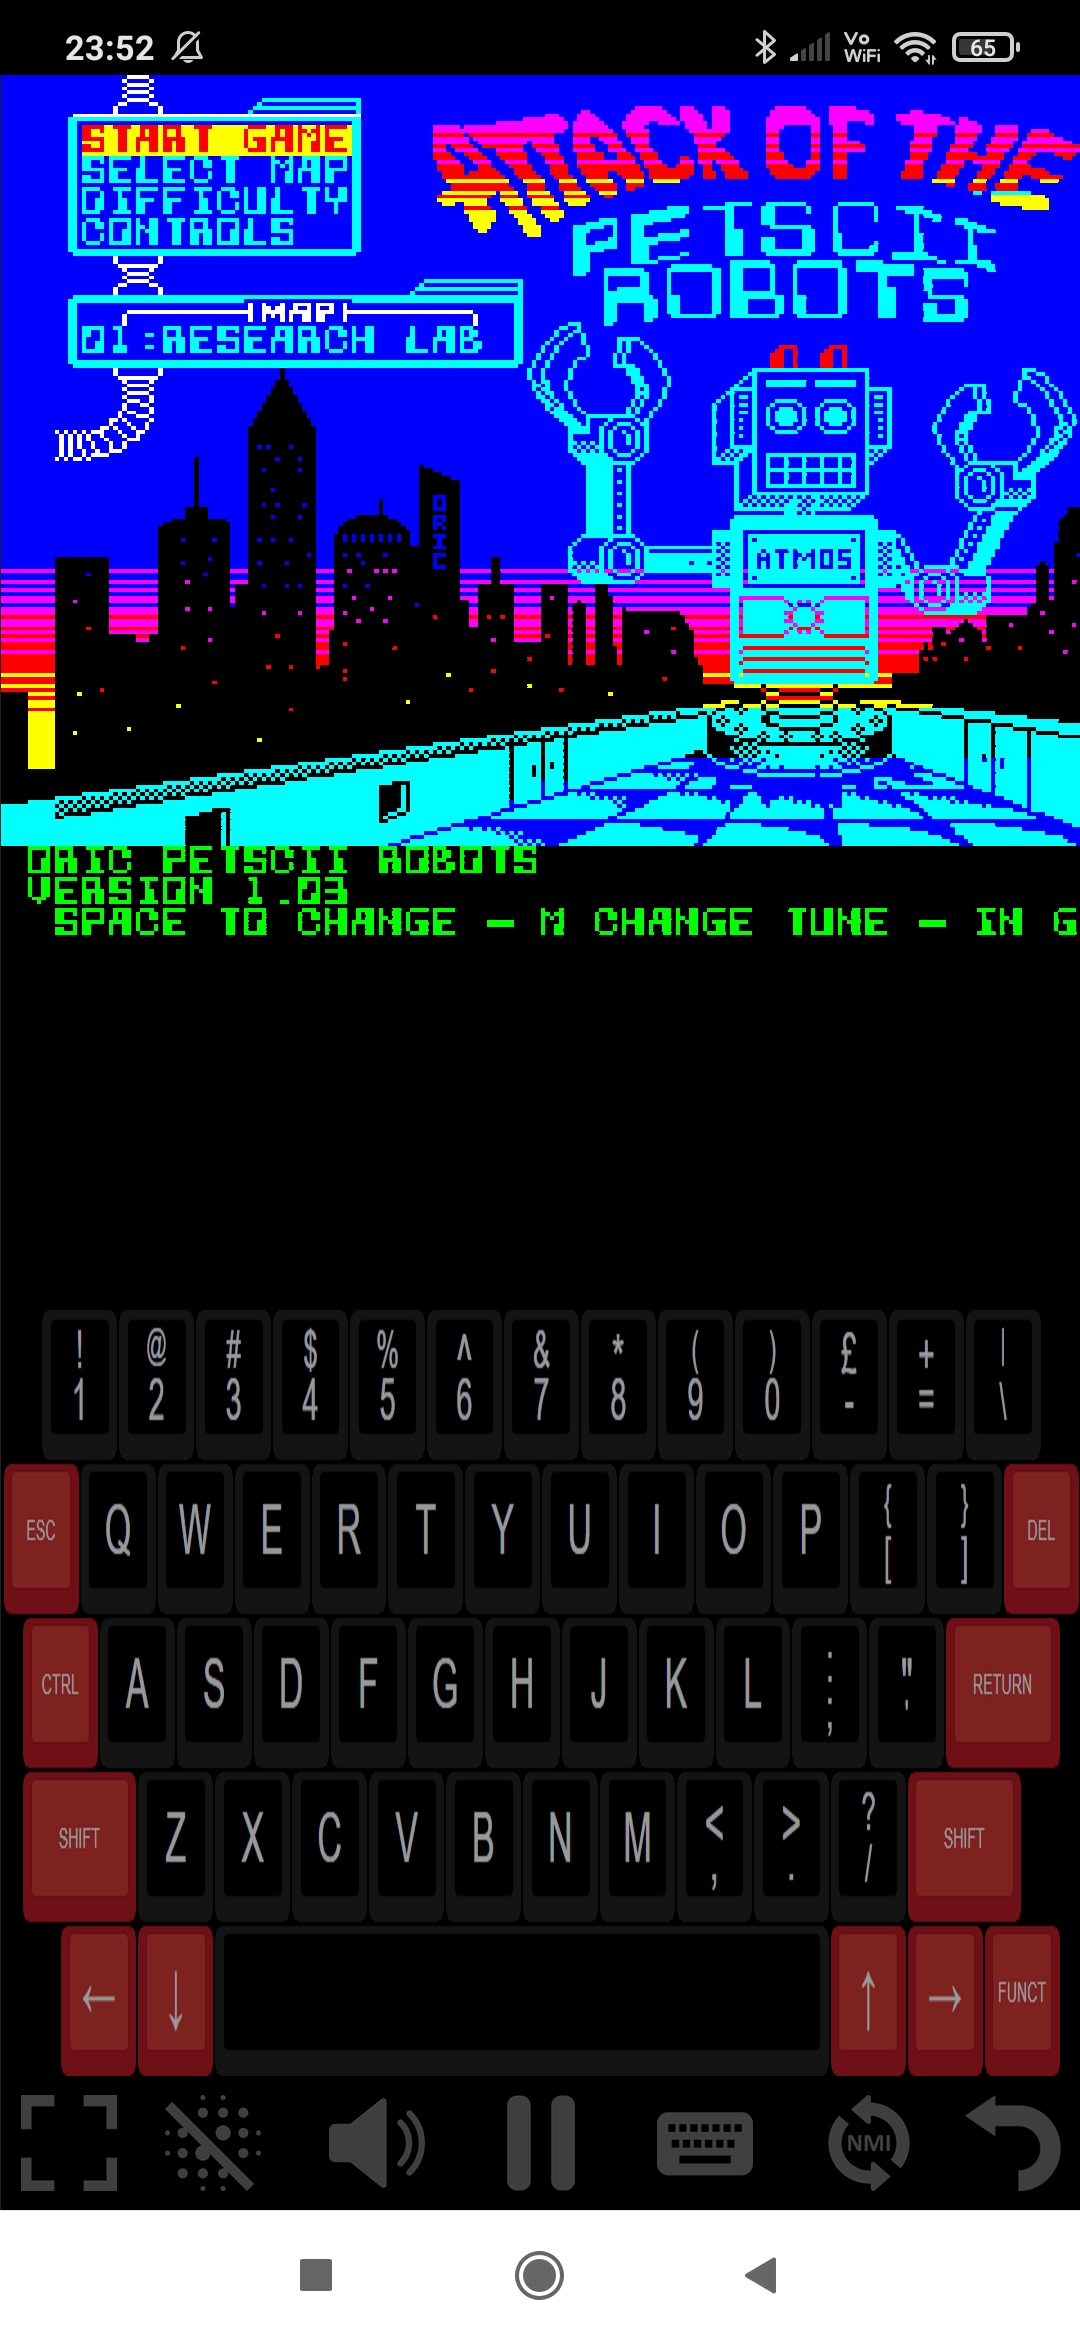 23:52
Vo
WiFi
65
START GAME
SELECT MAP
DIFFICULTY
CONTROLS
ATTACK OF THE
PETSCII
ROBOTS
MAP
01:RESEARCH LAB
ORIC
ATMOS
ORIC PETSCII ROBOTS
VERSION 1.03
SPACE TO CHANGE - M CHANGE TUNE - IN G
! @ # $ % ^ & * ( ) £ + |
1 2 3 4 5 6 7 8 9 0 - = \
ESC Q W E R T Y U I O P { } DEL
[ ]
CTRL A S D F G H J K L : " RETURN
; '
SHIFT Z X C V B N M < > ? SHIFT
, . /
← ↓ ↑ → FUNCT
NMI